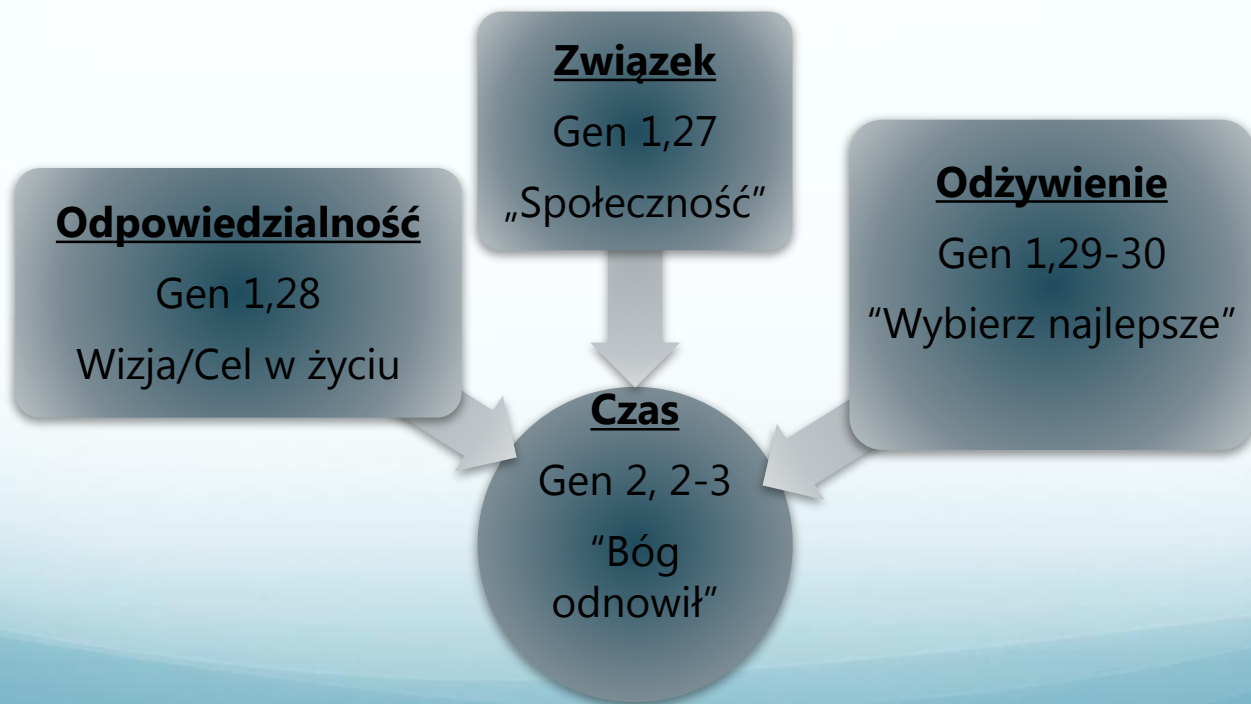 Związek
Gen 1,27
„Społeczność”
Odpowiedzialność
Gen 1,28
Wizja/Cel w życiu
Odżywienie
Gen 1,29-30
“Wybierz najlepsze”
Czas
Gen 2, 2-3
“Bóg
odnowił”